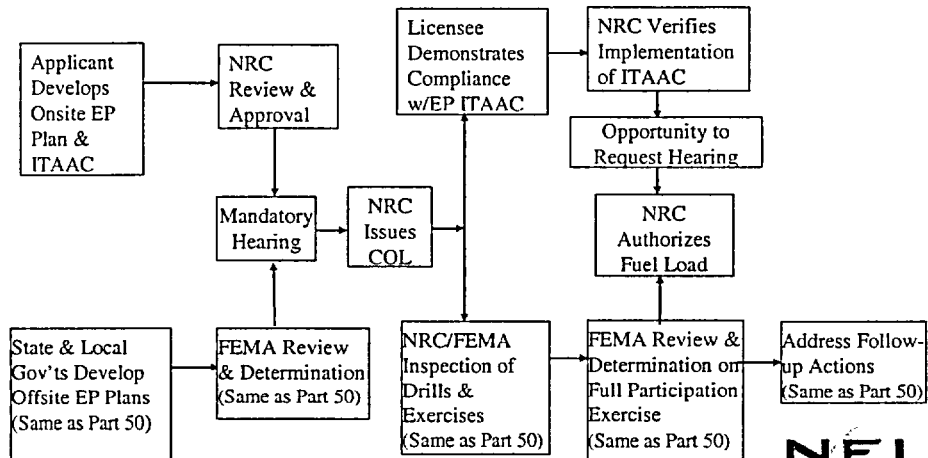 Applicant
Develops
Onsite EP
Plan &
ITAAC
NRC
Review &
Approval
Licensee
Demonstrates
Compliance
w/EP ITAAC
NRC Verifies
Implementation
of ITAAC
Opportunity to
Request Hearing
Mandatory
Hearing
NRC
Issues
COL
NRC
Authorizes
Fuel Load
State & Local
Gov'ts Develop
Offsite EP Plans
(Same as Part 50)
FEMA Review
& Determination
(Same as Part 50)
NRC/FEMA
Inspection of
Drills &
Exercises
(Same as Part 50)
FEMA Review &
Determination on
Full Participation
Exercise
(Same as Part 50)
Address Follow-
up Actions
(Same as Part 50)
NEI